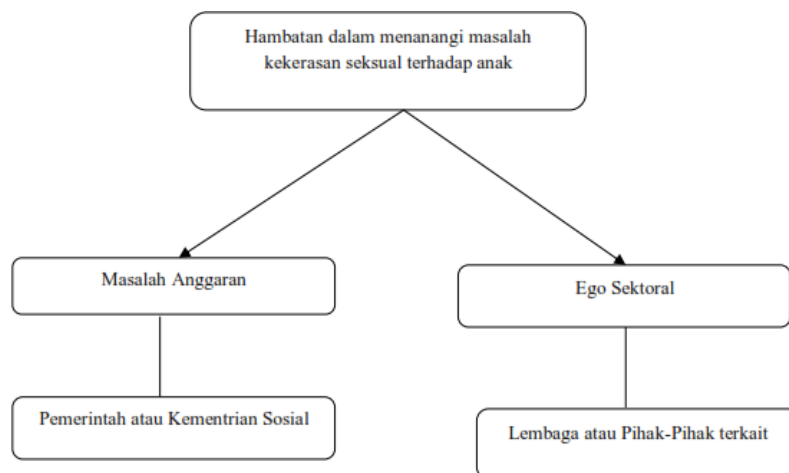 Hambatan dalam menanangi masalah
kekerasan seksual terhadap anak
Masalah Anggaran
Ego Sektoral
Pemerintah atau Kementrian Sosial
Lembaga atau Pihak-Pihak terkait